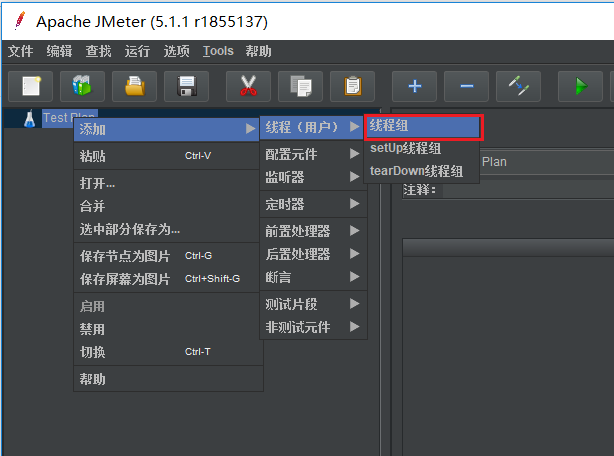 Apache JMeter (5.1.1 r1855137)
文件 编辑 查找 运行 选项 Tools 帮助
Test Plan
添加
粘贴 Ctrl-V
打开...
合并
选中部分保存为...
保存节点为图片 Ctrl-G
保存屏幕为图片 Ctrl+Shift-G
启用
禁用
切换 Ctrl-T
帮助
线程（用户）
配置元件
监听器
定时器
前置处理器
后置处理器
断言
测试片段
非测试元件
线程组
setUp线程组
tearDown线程组
Plan
注释: